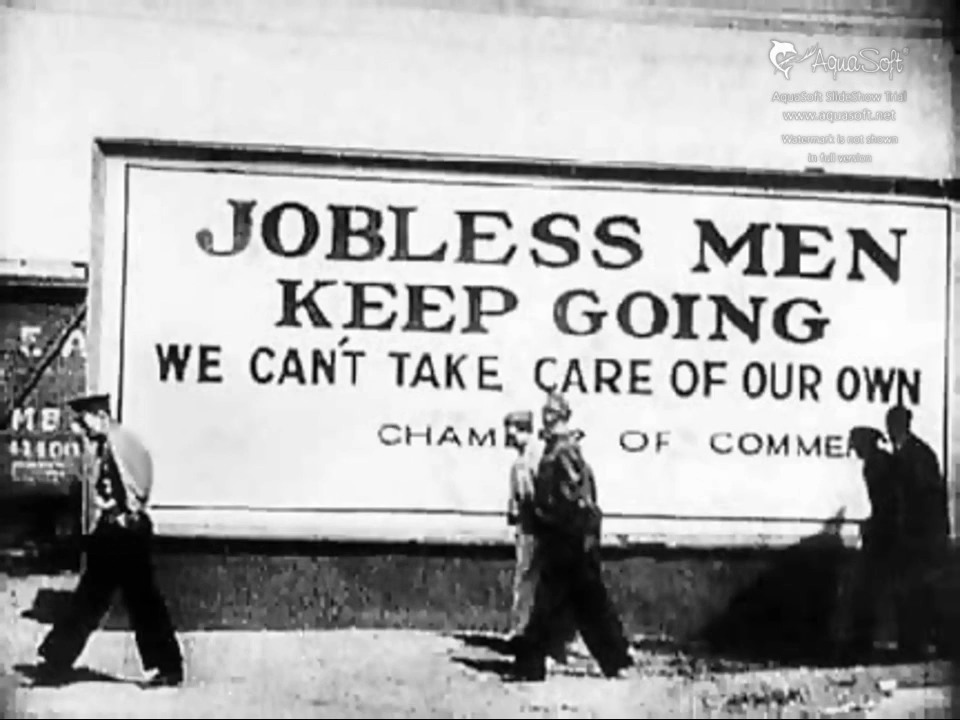 AquaSoft
AquaSoft SlideShow Trial
www.aquasoft.net
Watermark is not shown
in full version
JOBLESS MEN
KEEP GOING
WE CAN'T TAKE CARE OF OUR OWN
OF